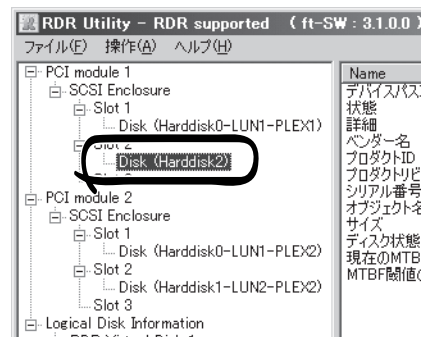 RDR Utility - RDR supported ( ft-SW : 3.1.0.0 )
ファイル(F) 操作(A) ヘルプ(H)
PCI module 1
SCSI Enclosure
Slot 1
Disk (Harddisk0-LUN1-PLEX1)
Slot 2
Disk (Harddisk2)
PCI module 2
SCSI Enclosure
Slot 1
Disk (Harddisk0-LUN1-PLEX2)
Slot 2
Disk (Harddisk1-LUN2-PLEX2)
Slot 3
Logical Disk Information
Name
デバイスパス
状態
詳細
ベンダー名
プロダクトID
プロダクトリビ
シリアル番号
オブジェクト名
サイズ
ディスク状態
現在のMTB
MTBF閾値(